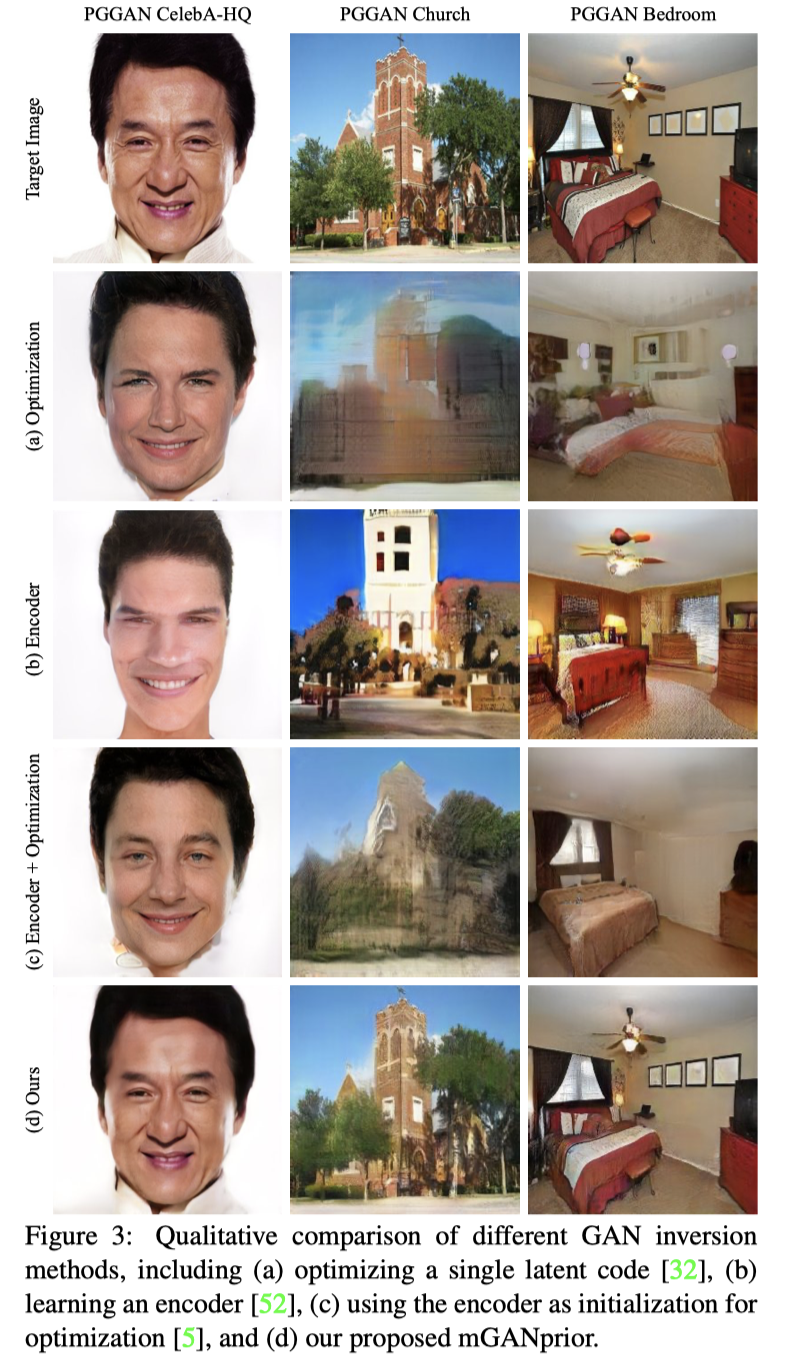 PGGAN CelebA-HQ PGGAN Church PGGAN Bedroom
Target Image
(a) Optimization
(b) Encoder
(c) Encoder + Optimization
(d) Ours
Figure 3: Qualitative comparison of different GAN inversion
methods, including (a) optimizing a single latent code [32], (b)
learning an encoder [52], (c) using the encoder as initialization for
optimization [5], and (d) our proposed mGANprior.